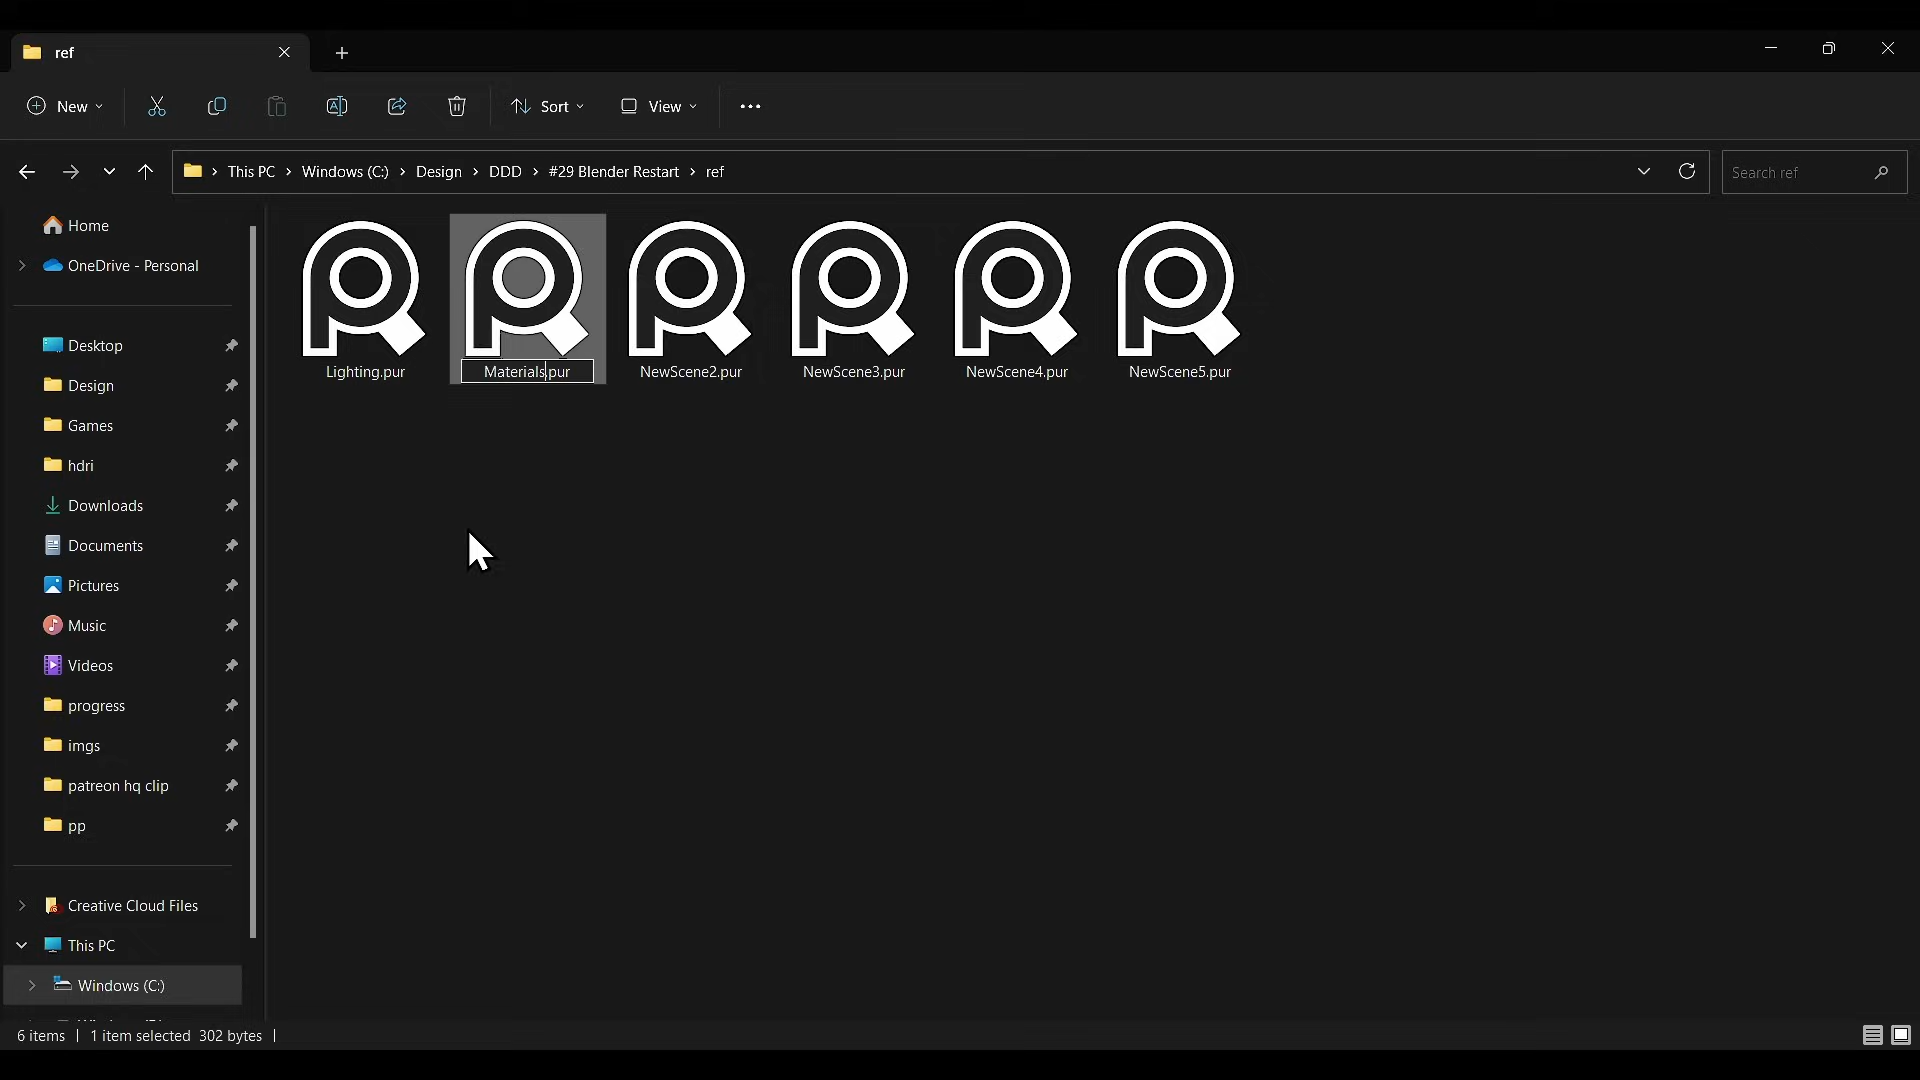 ref
New
Sort
View
This PC
Windows (C:)
Design
DDD
#29 Blender Restart
ref
Search ref
Home
OneDrive - Personal
Desktop
Design
Games
hdri
Downloads
Documents
Pictures
Music
Videos
progress
imgs
patreon hq clip
pp
Creative Cloud Files
This PC
Windows (C:)
Lighting.pur
Materials.pur
NewScene2.pur
NewScene3.pur
NewScene4.pur
NewScene5.pur
6 items
1 item selected 302 bytes